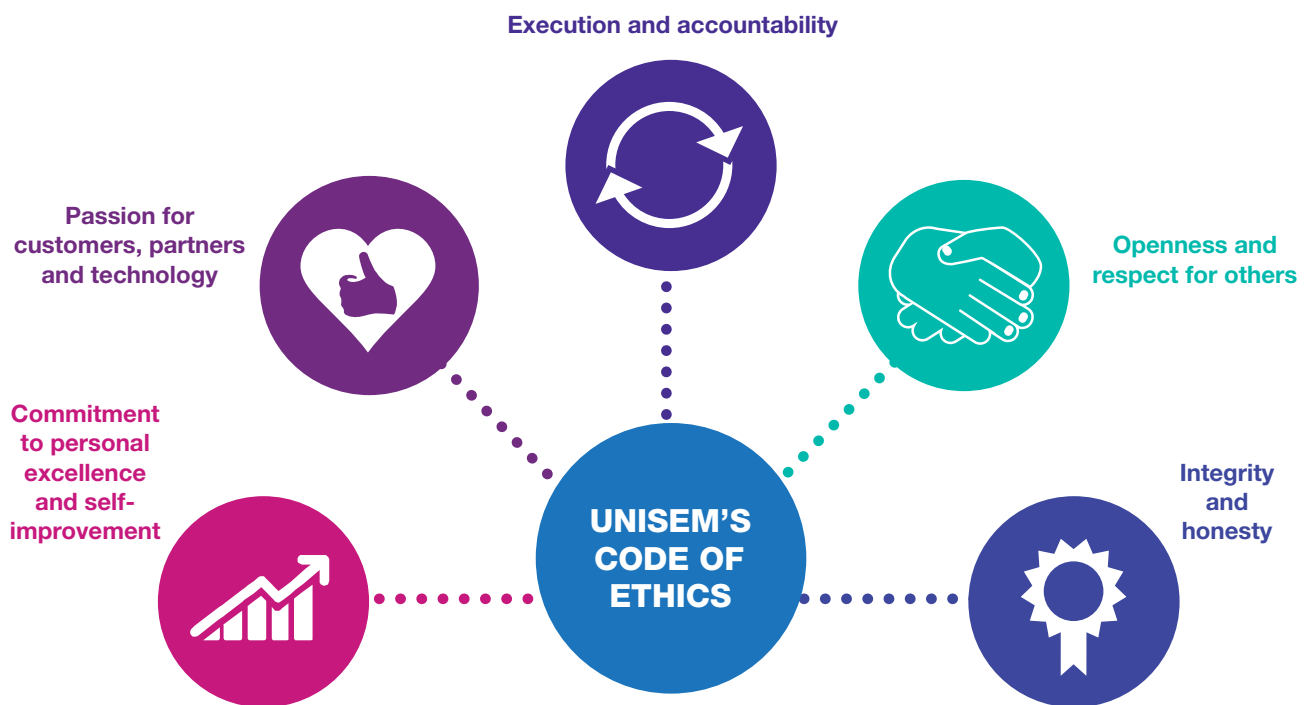 Execution and accountability
Passion for
customers, partners
and technology
Openness and
respect for others
Commitment
to personal
excellence
and self-
improvement
Integrity
and
honesty
UNISEM’S
CODE OF
ETHICS